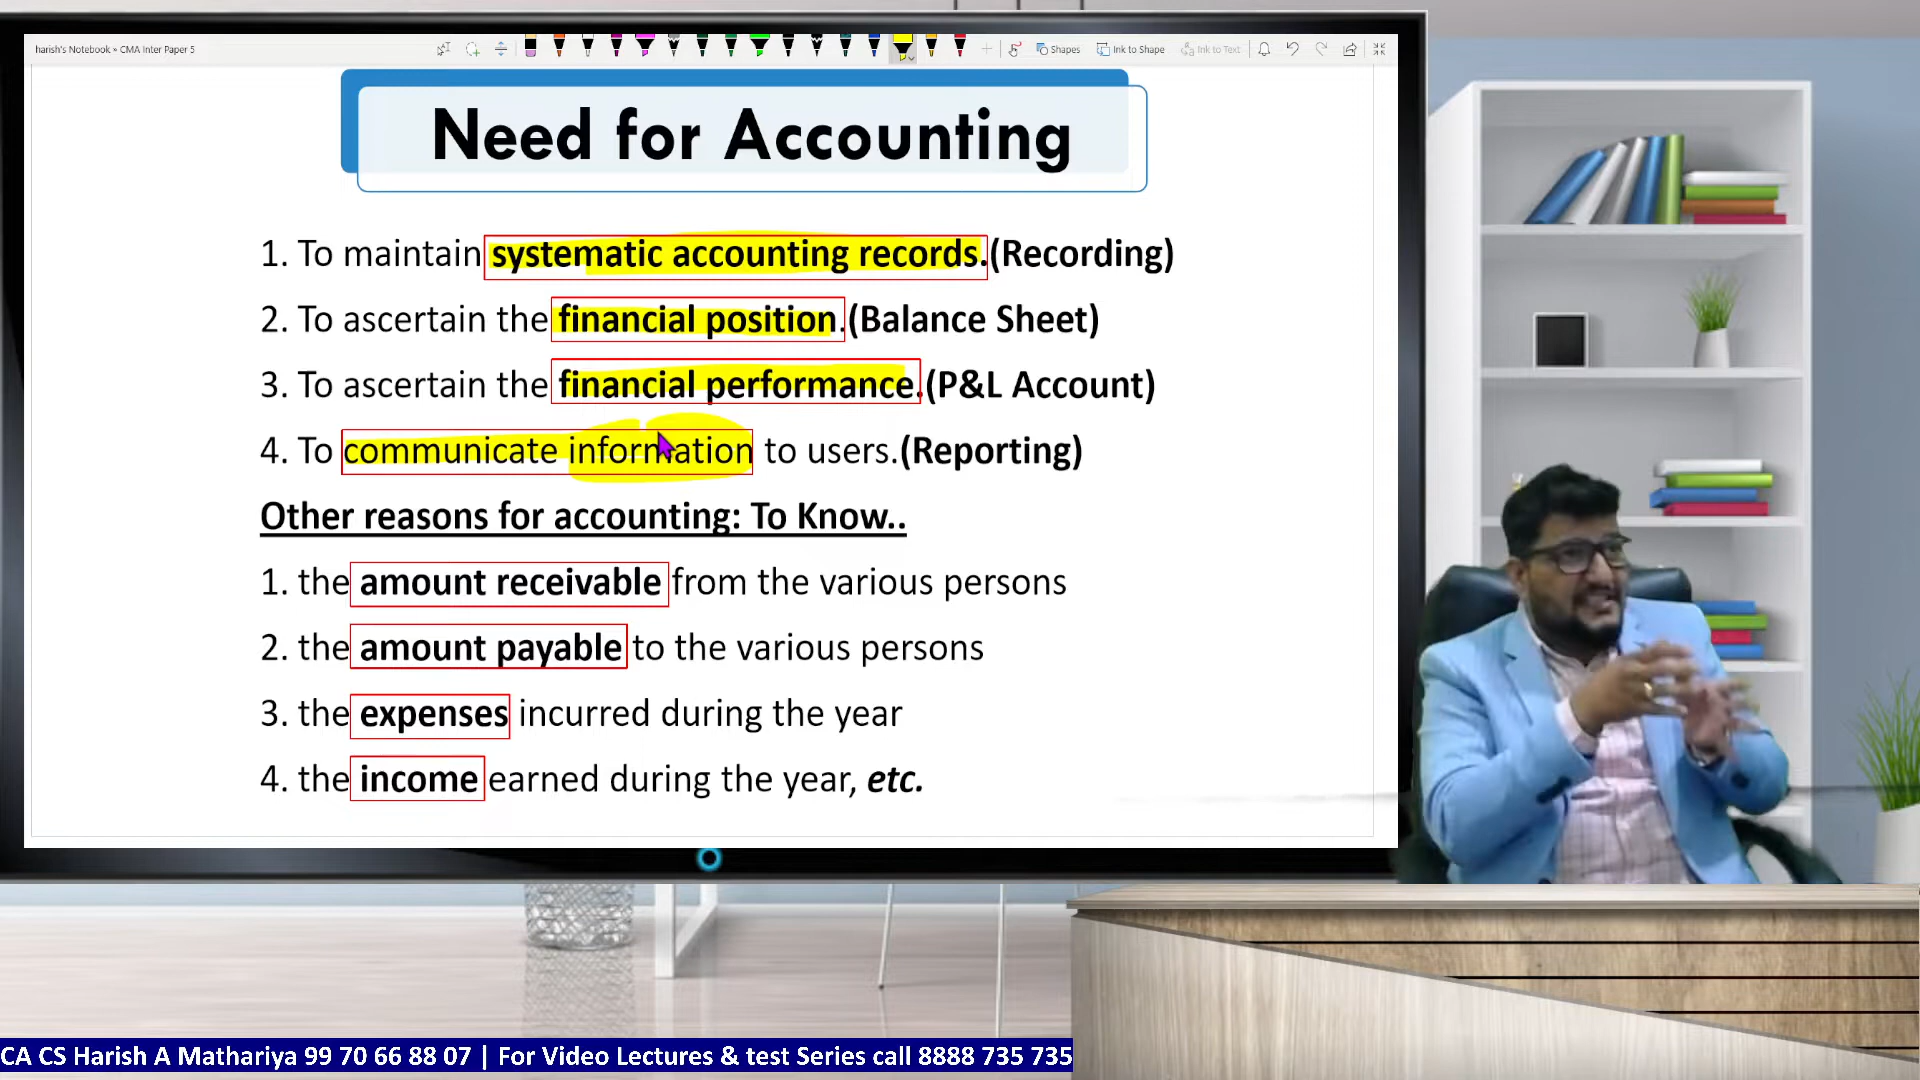 harish's Notebook » CMA Inter Paper 5
Shapes
Ink to Shape
Ink to Text
Need for Accounting
1. To maintain systematic accounting records.(Recording)
2. To ascertain the financial position.(Balance Sheet)
3. To ascertain the financial performance.(P&L Account)
4. To communicate information to users.(Reporting)
Other reasons for accounting: To Know..
1. the amount receivable from the various persons
2. the amount payable to the various persons
3. the expenses incurred during the year
4. the income earned during the year, etc.
CA CS Harish A Mathariya 99 70 66 88 07 | For Video Lectures & test Series call 8888 735 735